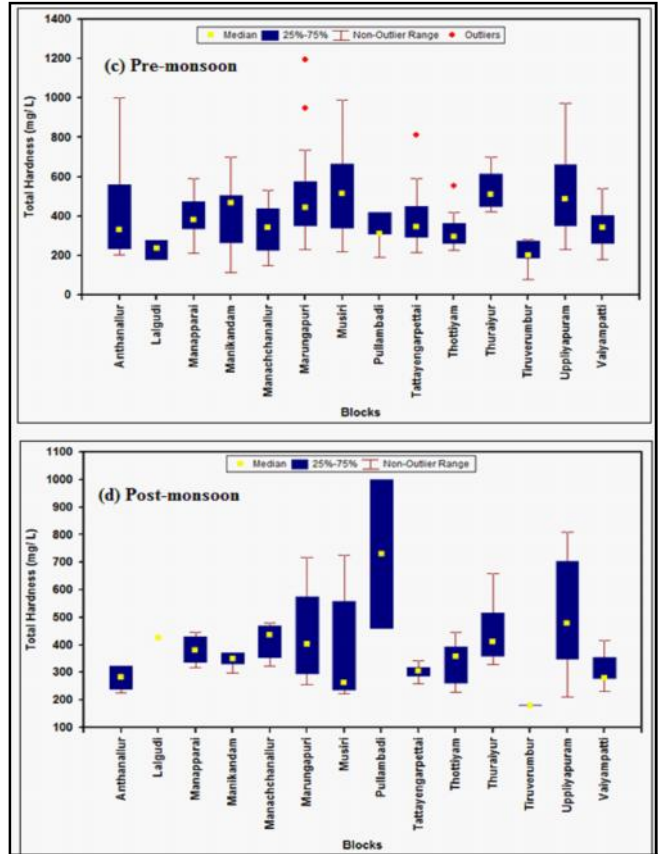 Median 25%-75% Non-Outlier Range Outliers
(c) Pre-monsoon
Total Hardness (mg/ L)
1400
1200
1000
800
600
400
200
0
Anthanallur
Lalgudi
Manapparai
Manikandam
Manachchanallur
Marungapuri
Musiri
Pullambadi
Tattayengarpettai
Thottiyam
Thuraiyur
Tiruverumbur
Uppliyapuram
Vaiyampatti
Blocks
Median 25%-75% Non-Outlier Range
(d) Post-monsoon
Total Hardness (mg/ L)
1100
1000
900
800
700
600
500
400
300
200
100
Anthanallur
Lalgudi
Manapparai
Manikandam
Manachchanallur
Marungapuri
Musiri
Pullambadi
Tattayengarpettai
Thottiyam
Thuraiyur
Tiruverumbur
Uppliyapuram
Vaiyampatti
Blocks